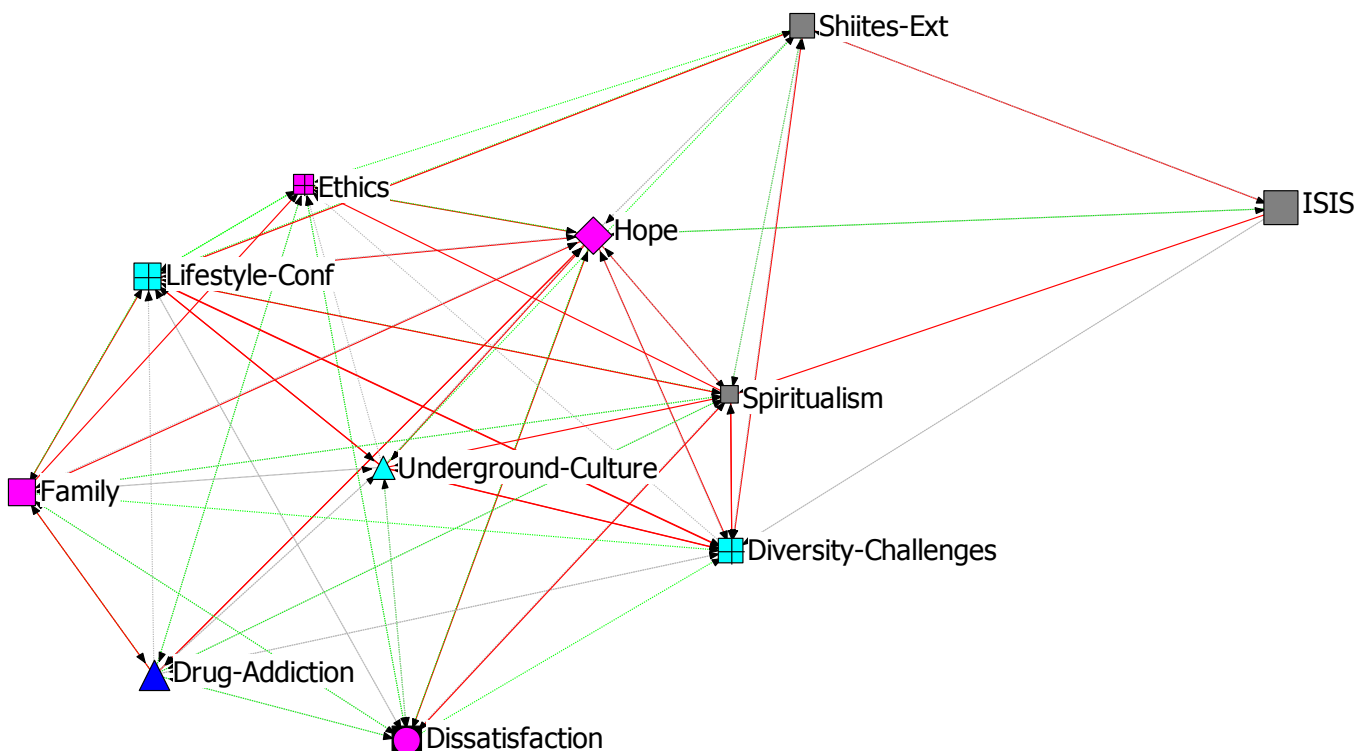 Shiites-Ext
Ethics
ISIS
Hope
Lifestyle-Conf
Spiritualism
Underground-Culture
Family
Diversity-Challenges
Drug-Addiction
Dissatisfaction